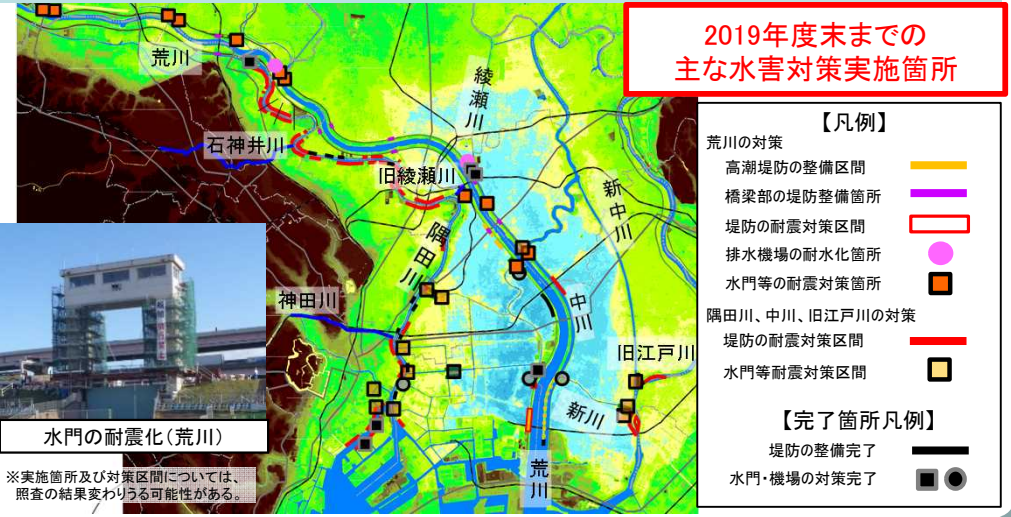 2019年度末までの
主な水害対策実施箇所
荒川
綾瀬川
石神井川
旧綾瀬川
新中川
隅田川
神田川
中川
旧江戸川
新川
荒川
水門の耐震化(荒川)
※実施箇所及び対策区間については、
照査の結果変わりうる可能性がある。
【凡例】
荒川の対策
高潮堤防の整備区間
橋梁部の堤防整備箇所
堤防の耐震対策区間
排水機場の耐水化箇所
水門等の耐震対策箇所
隅田川、中川、旧江戸川の対策
堤防の耐震対策区間
水門等耐震対策区間
【完了箇所凡例】
堤防の整備完了
水門・機場の対策完了